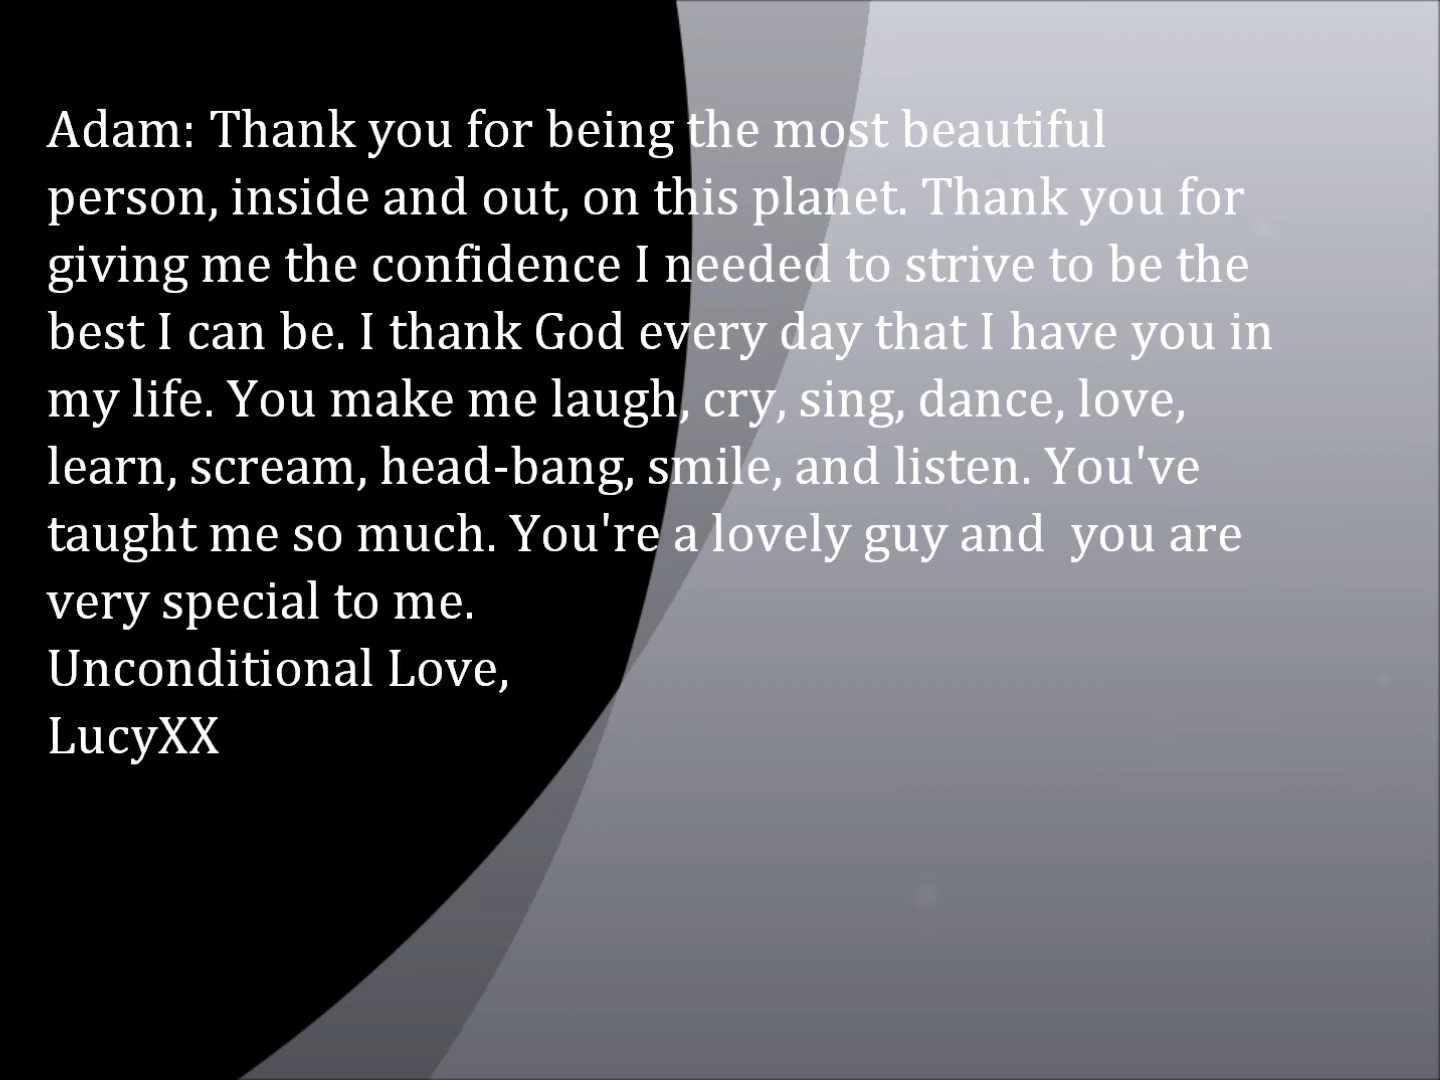 Adam: Thank you for being the most beautiful
person, inside and out, on this planet. Thank you for
giving me the confidence I needed to strive to be the
best I can be. I thank God every day that I have you in
my life. You make me laugh, cry, sing, dance, love,
learn, scream, head-bang, smile, and listen. You've
taught me so much. You're a lovely guy and  you are
very special to me.
Unconditional Love,
LucyXX